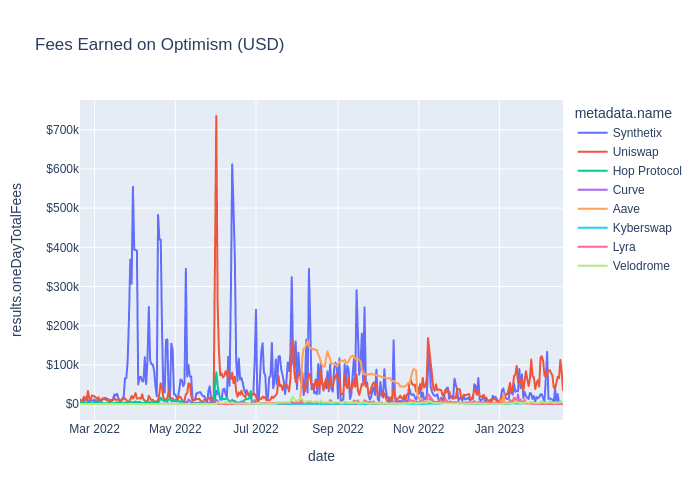 Fees Earned on Optimism (USD)
metadata.name
Synthetix
Uniswap
Hop Protocol
Curve
Aave
Kyberswap
Lyra
Velodrome
results.oneDayTotalFees
$700k
$600k
$500k
$400k
$300k
$200k
$100k
$0
Mar 2022 May 2022 Jul 2022 Sep 2022 Nov 2022 Jan 2023
date